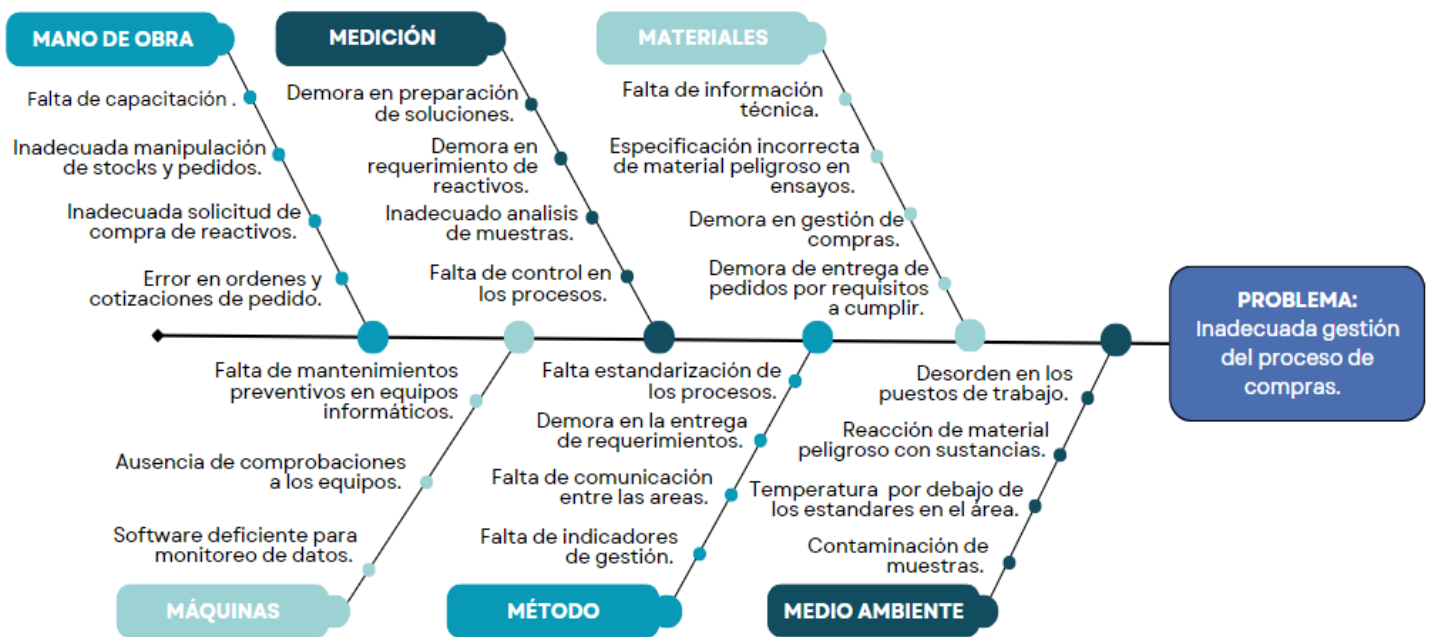 MANO DE OBRA
Falta de capacitación .
Inadecuada manipulación
de stocks y pedidos.
Inadecuada solicitud de
compra de reactivos.
Error en ordenes y
cotizaciones de pedido.
MEDICIÓN
Demora en preparación
de soluciones.
Demora en
requerimiento de
reactivos.
Inadecuado analisis
de muestras.
Falta de control en
los procesos.
MATERIALES
Falta de información
técnica.
Especificación incorrecta
de material peligroso en
ensayos.
Demora en gestión de
compras.
Demora de entrega de
pedidos por requisitos
a cumplir.
PROBLEMA:
Inadecuada gestión
del proceso de
compras.
Falta de mantenimientos
preventivos en equipos
informáticos.
Ausencia de comprobaciones
a los equipos.
Software deficiente para
monitoreo de datos.
MÁQUINAS
Falta estandarización de
los procesos.
Demora en la entrega
de requerimientos.
Falta de comunicación
entre las areas.
Falta de indicadores
de gestión.
MÉTODO
Desorden en los
puestos de trabajo.
Reacción de material
peligroso con sustancias.
Temperatura  por debajo de
los estandares en el área.
Contaminación de
muestras.
MEDIO AMBIENTE